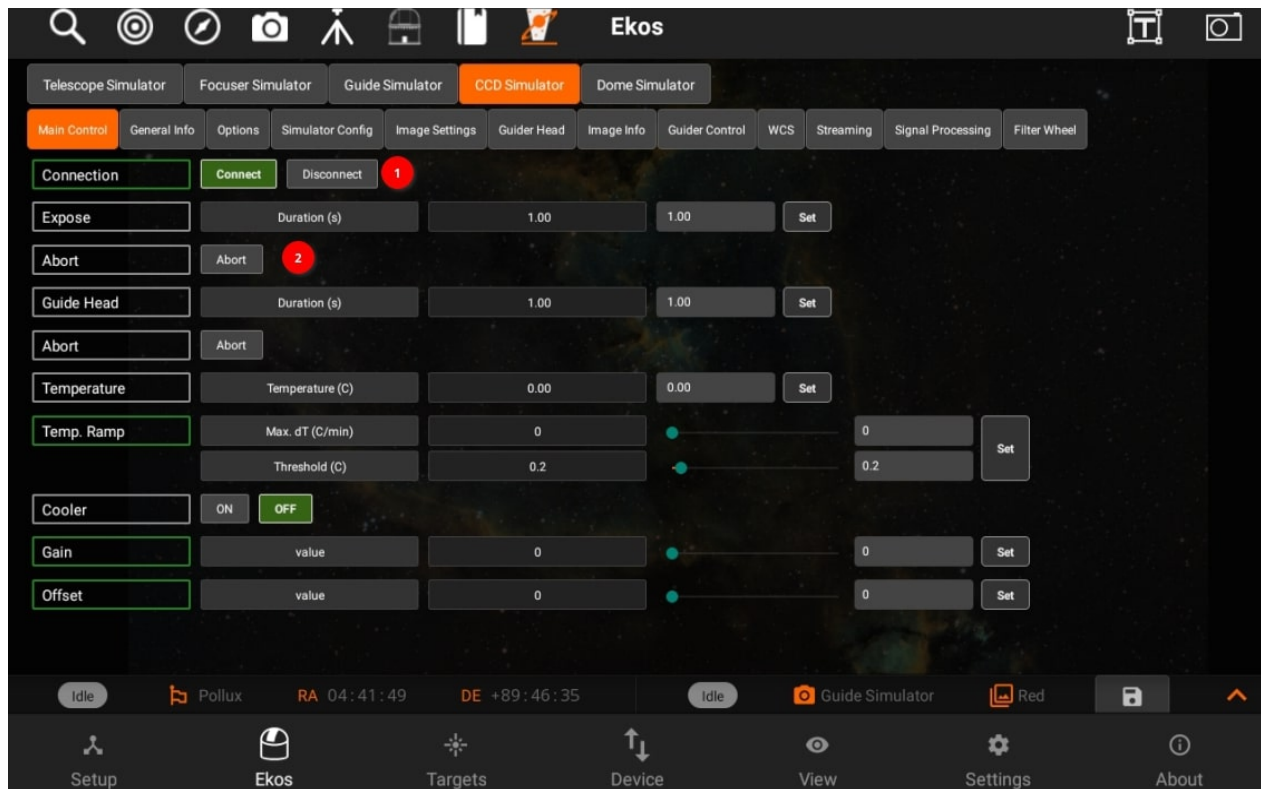 Ekos T
Telescope Simulator Focuser Simulator Guide Simulator CCD Simulator Dome Simulator
Main Control General Info Options Simulator Config Image Settings Guider Head Image Info Guider Control WCS Streaming Signal Processing Filter Wheel
Connection Connect Disconnect 1
Expose Duration (s) 1.00 1.00 Set
Abort Abort 2
Guide Head Duration (s) 1.00 1.00 Set
Abort Abort
Temperature Temperature (C) 0.00 0.00 Set
Temp. Ramp Max. dT (C/min) 0 0 Set
Threshold (C) 0.2 0.2
Cooler ON OFF
Gain value 0 0 Set
Offset value 0 0 Set
Idle Pollux RA 04:41:49 DE +89:46:35 Idle Guide Simulator Red
Setup Ekos Targets Device View Settings About